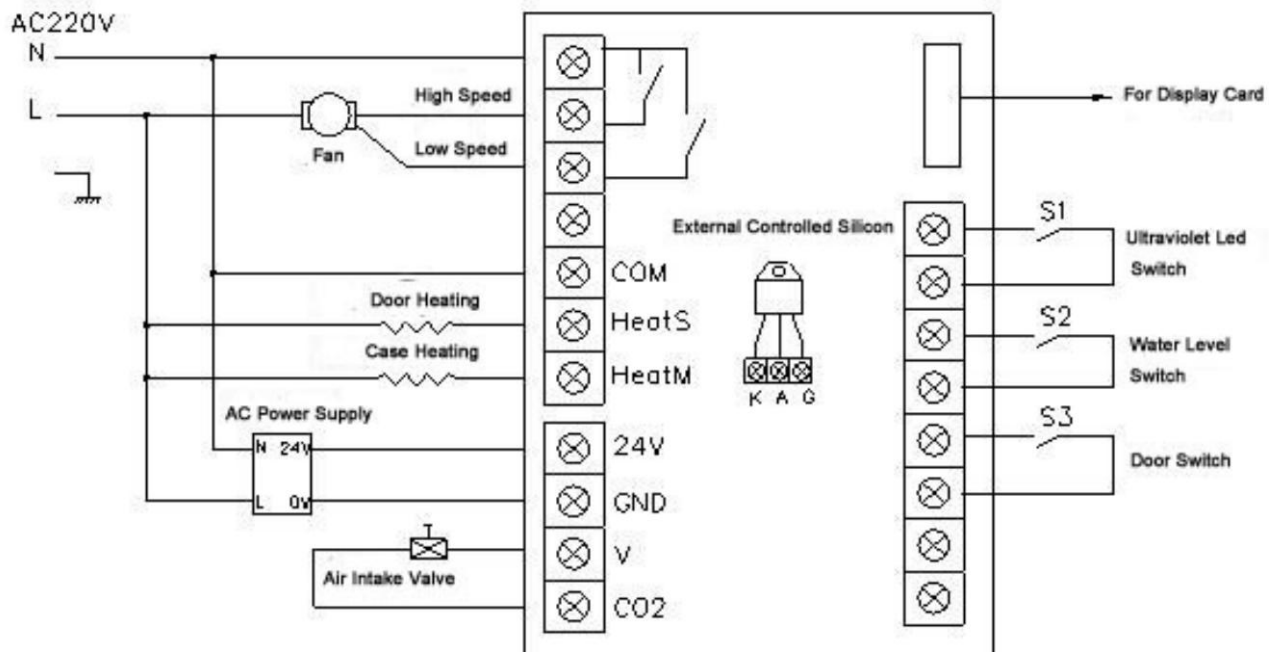 AC220V
N
L
Fan
High Speed
Low Speed
Door Heating
Case Heating
AC Power Supply
N 24V
L 0V
Air Intake Valve
COM
HeatS
HeatM
24V
GND
V
CO2
External Controlled Silicon
K A G
For Display Card
S1
Ultraviolet Led
Switch
S2
Water Level
Switch
S3
Door Switch